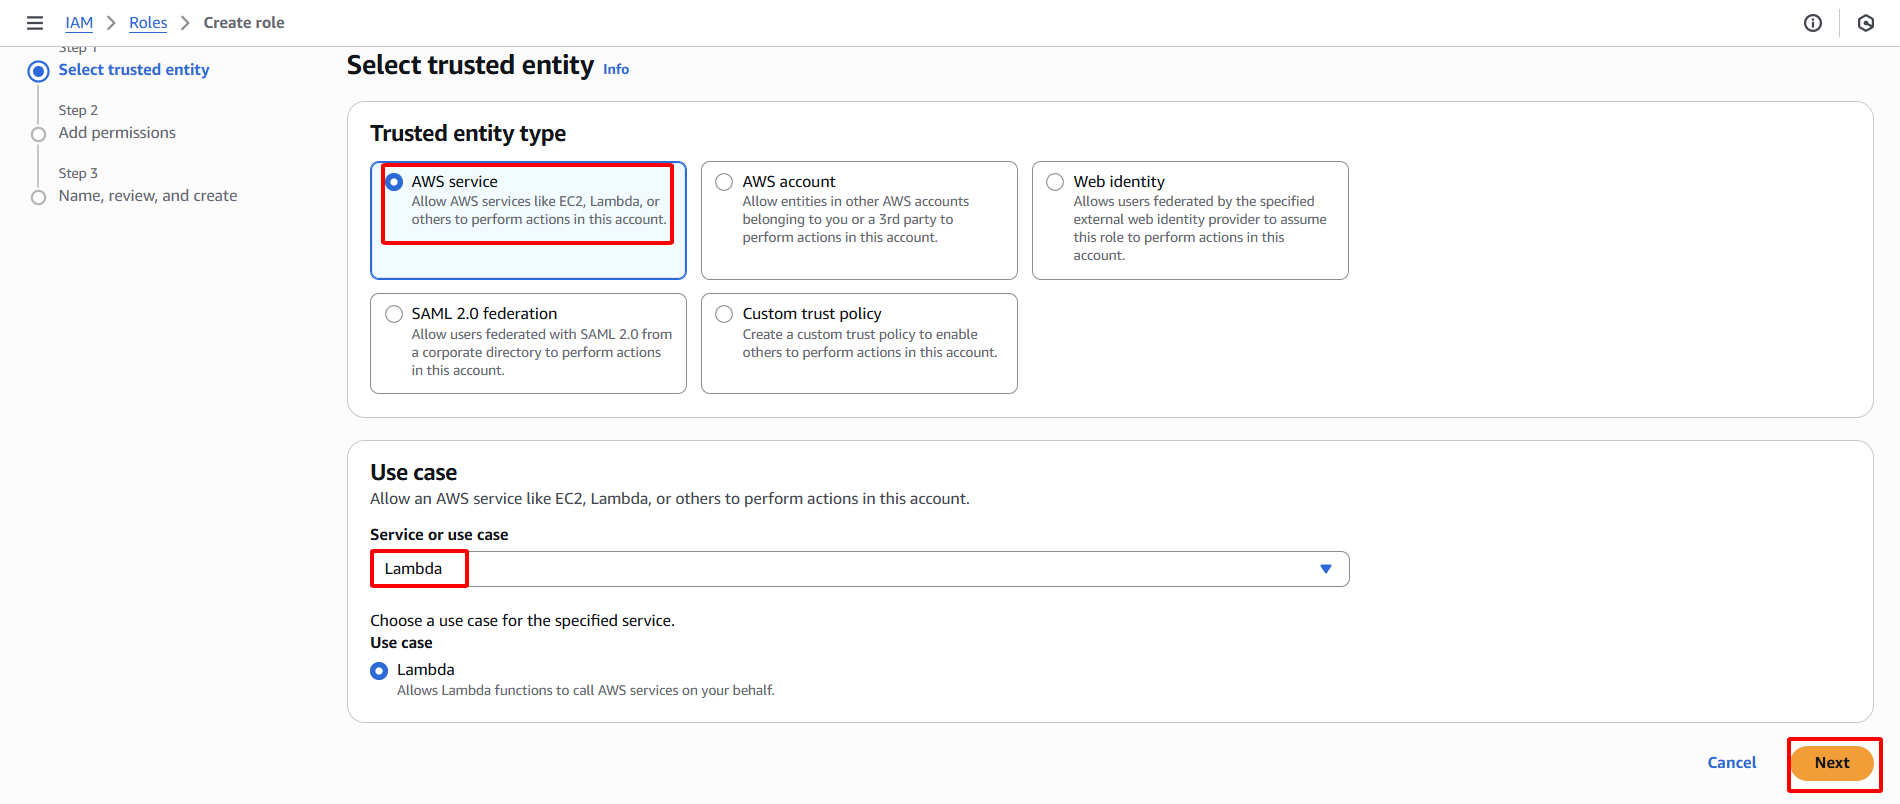 IAM > Roles > Create role
Step 1
Select trusted entity
Step 2
Add permissions
Step 3
Name, review, and create
Select trusted entity Info
Trusted entity type
AWS service
Allow AWS services like EC2, Lambda, or
others to perform actions in this account.
AWS account
Allow entities in other AWS accounts
belonging to you or a 3rd party to
perform actions in this account.
Web identity
Allows users federated by the specified
external web identity provider to assume
this role to perform actions in this
account.
SAML 2.0 federation
Allow users federated with SAML 2.0 from
a corporate directory to perform actions
in this account.
Custom trust policy
Create a custom trust policy to enable
others to perform actions in this account.
Use case
Allow an AWS service like EC2, Lambda, or others to perform actions in this account.
Service or use case
Lambda
Choose a use case for the specified service.
Use case
Lambda
Allows Lambda functions to call AWS services on your behalf.
Cancel
Next